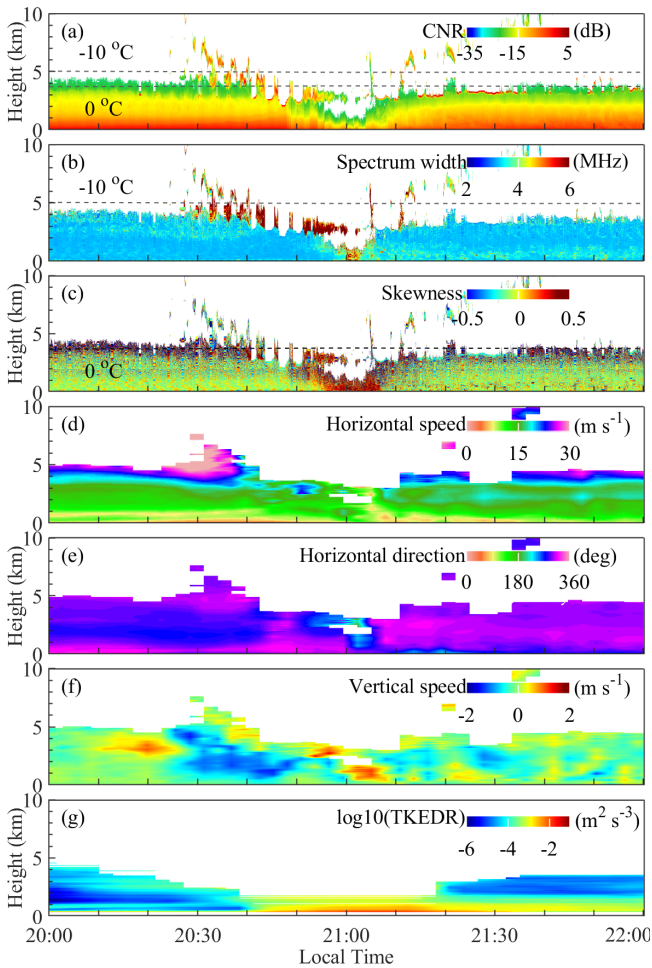 (a) CNR (dB)
-10 °C
-35 -15 5
0 °C
Height (km)
10
5
0
(b) Spectrum width (MHz)
-10 °C
2 4 6
Height (km)
10
5
0
(c) Skewness
-0.5 0 0.5
0 °C
Height (km)
10
5
0
(d) Horizontal speed (m s⁻¹)
0 15 30
Height (km)
10
5
0
(e) Horizontal direction (deg)
0 180 360
Height (km)
10
5
0
(f) Vertical speed (m s⁻¹)
-2 0 2
Height (km)
10
5
0
(g) log10(TKEDR) (m² s⁻³)
-6 -4 -2
Height (km)
10
5
0
20:00 20:30 21:00 21:30 22:00
Local Time